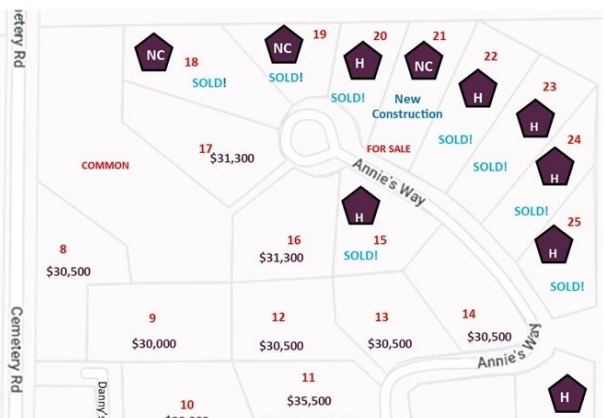 metery Rd
NC
18
SOLD!
NC
19
SOLD!
H
20
SOLD!
21
NC
New
Construction
FOR SALE
22
H
SOLD!
23
H
SOLD!
24
H
SOLD!
25
H
SOLD!
17
$31,300
COMMON
Annie's Way
H
15
SOLD!
16
$31,300
8
$30,500
9
$30,000
12
$30,500
13
$30,500
14
$30,500
Annie's Way
Cemetery Rd
Danny's
10
11
$35,500
H